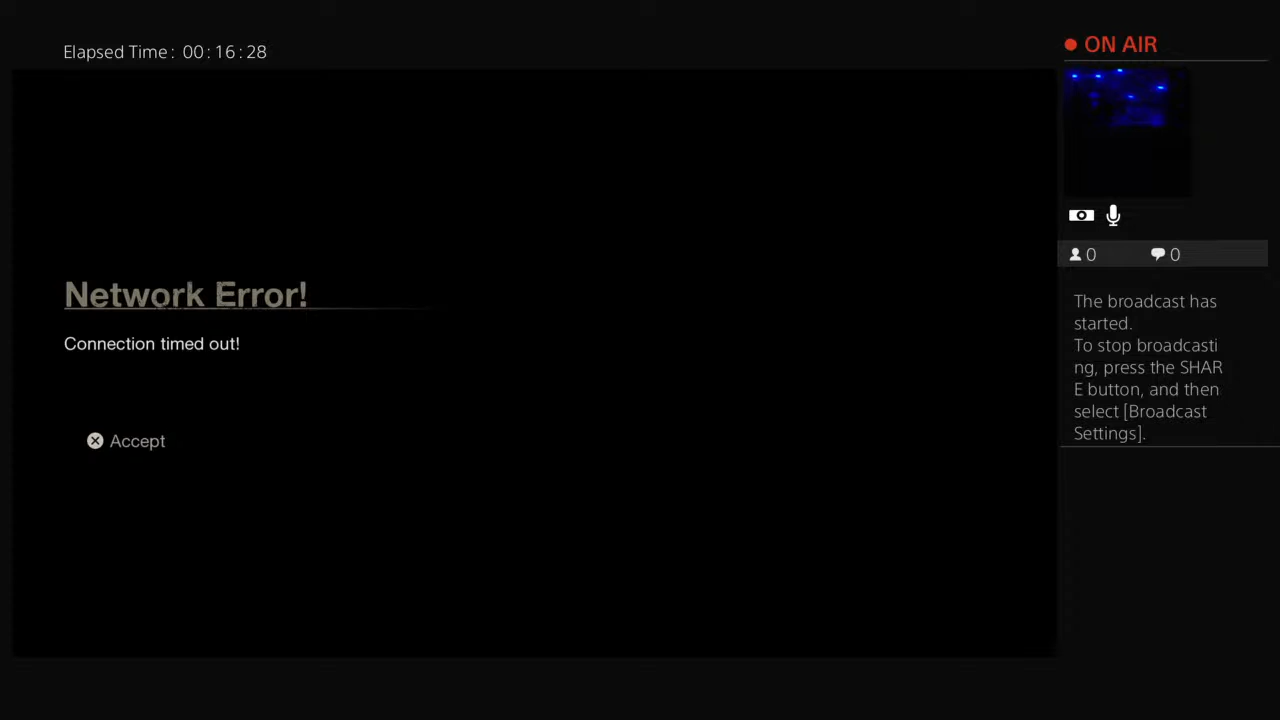 Elapsed Time: 00:16:28
ON AIR
0 0
Network Error!
Connection timed out!
Accept
The broadcast has
started.
To stop broadcasti
ng, press the SHAR
E button, and then
select [Broadcast
Settings].